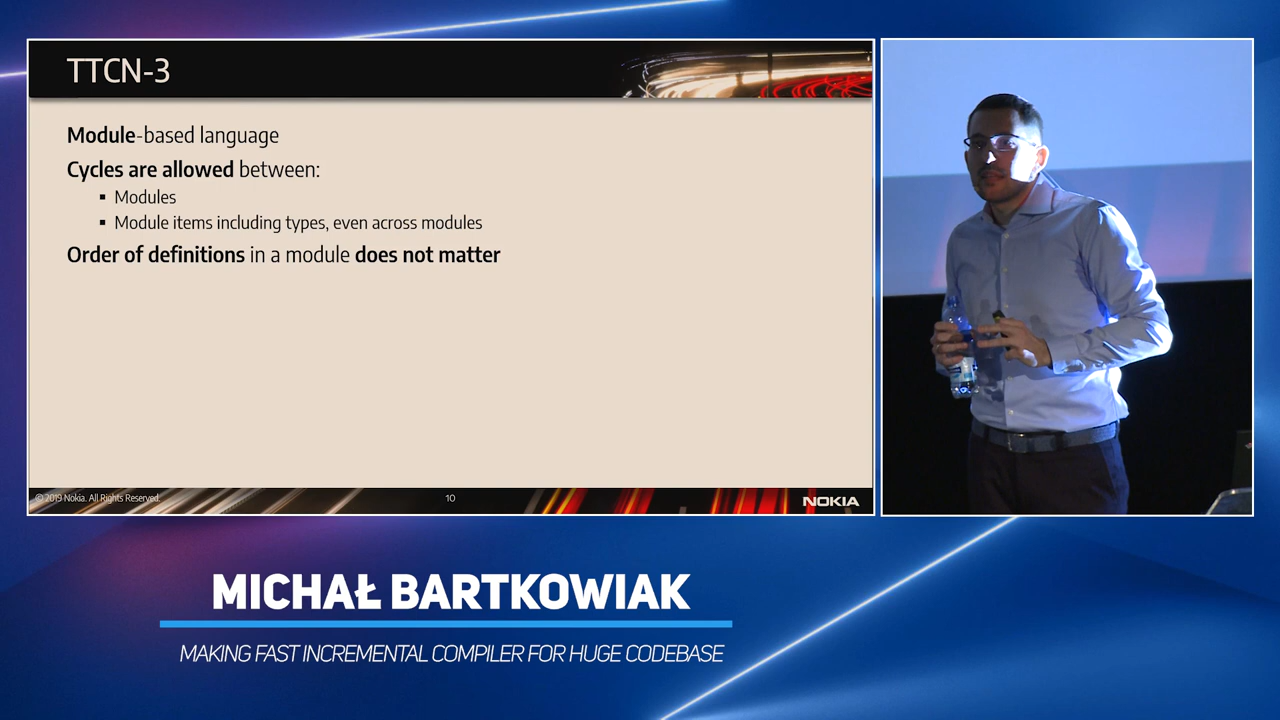 TTCN-3
Module-based language
Cycles are allowed between:
▪ Modules
▪ Module items including types, even across modules
Order of definitions in a module does not matter
© 2019 Nokia. All Rights Reserved.
10
NOKIA
MICHAŁ BARTKOWIAK
MAKING FAST INCREMENTAL COMPILER FOR HUGE CODEBASE